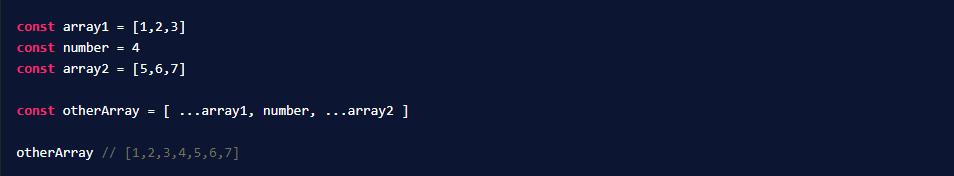 const array1 = [1,2,3]
const number = 4
const array2 = [5,6,7]
const otherArray = [ ...array1, number, ...array2 ]
otherArray // [1,2,3,4,5,6,7]